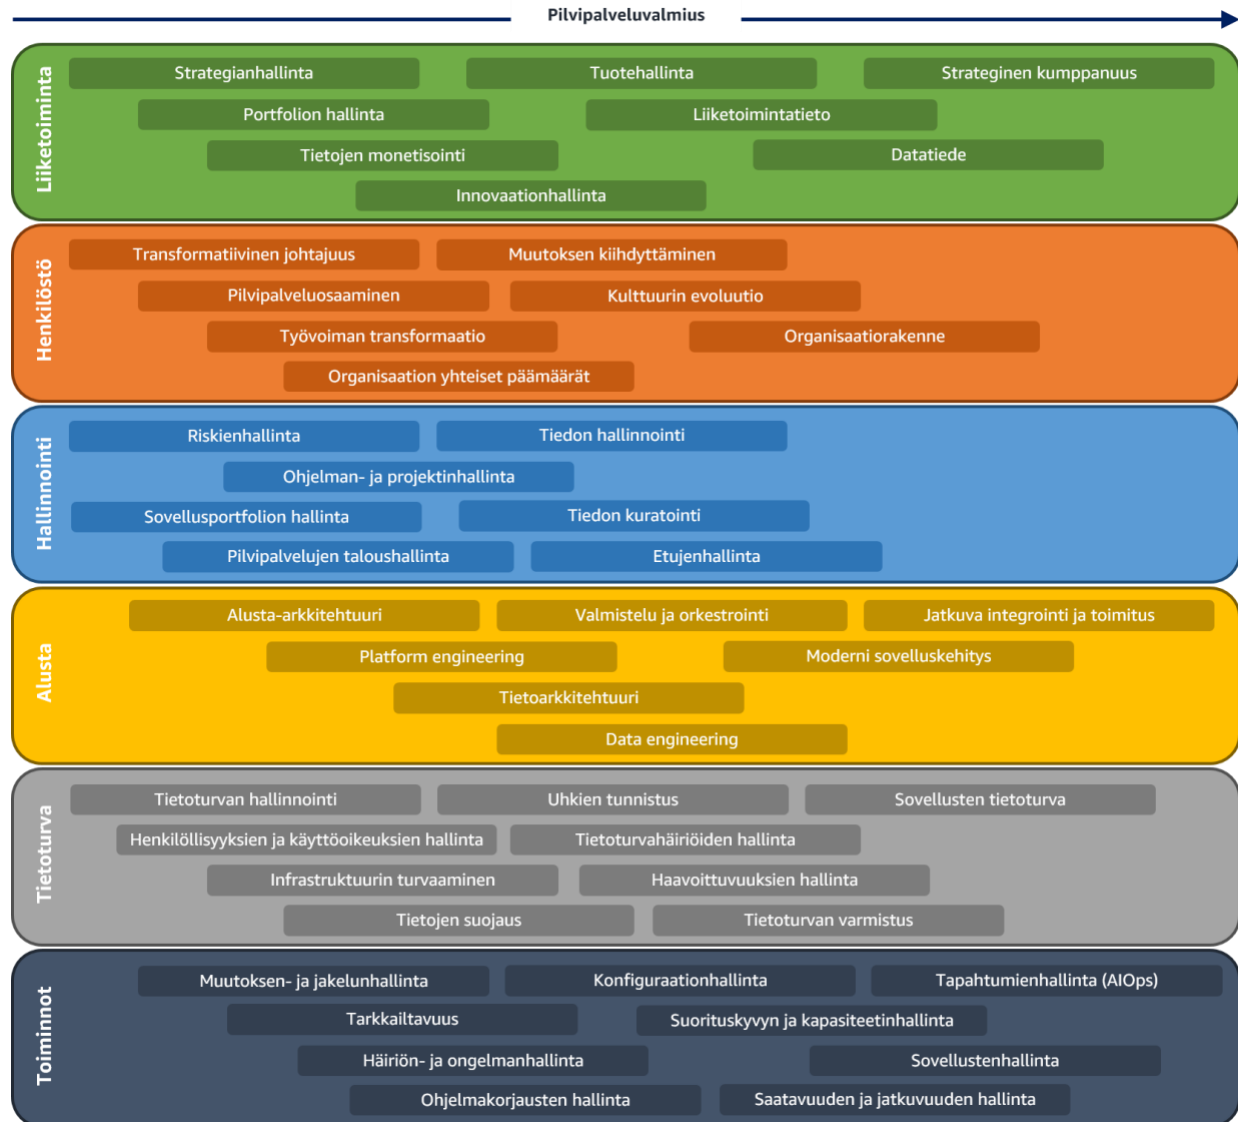 Pilvipalveluvalmius
Liiketoiminta
Strategianhallinta
Tuotehallinta
Strateginen kumppanuus
Portfolion hallinta
Liiketoimintatieto
Tietojen monetisointi
Datatiede
Innovaationhallinta
Henkilöstö
Transformatiivinen johtajuus
Muutoksen kiihdyttäminen
Pilvipalveluosaaminen
Kulttuurin evoluutio
Työvoiman transformaatio
Organisaatiorakenne
Organisaation yhteiset päämäärät
Hallinnointi
Riskienhallinta
Tiedon hallinnointi
Ohjelman- ja projektinhallinta
Sovellusportfolion hallinta
Tiedon kuratointi
Pilvipalvelujen taloushallinta
Etujenhallinta
Alusta
Alusta-arkkitehtuuri
Valmistelu ja orkestrointi
Jatkuva integrointi ja toimitus
Platform engineering
Moderni sovelluskehitys
Tietoarkkitehtuuri
Data engineering
Tietoturva
Tietoturvan hallinnointi
Uhkien tunnistus
Sovellusten tietoturva
Henkilöllisyyksien ja käyttöoikeuksien hallinta
Tietoturvahäiriöiden hallinta
Infrastruktuurin turvaaminen
Haavoittuvuuksien hallinta
Tietojen suojaus
Tietoturvan varmistus
Toiminnot
Muutoksen- ja jakelunhallinta
Konfiguraationhallinta
Tapahtumienhallinta (AIOps)
Tarkkailtavuus
Suorituskyvyn ja kapasiteetinhallinta
Häiriön- ja ongelmanhallinta
Sovellustenhallinta
Ohjelmakorjausten hallinta
Saatavuuden ja jatkuvuuden hallinta